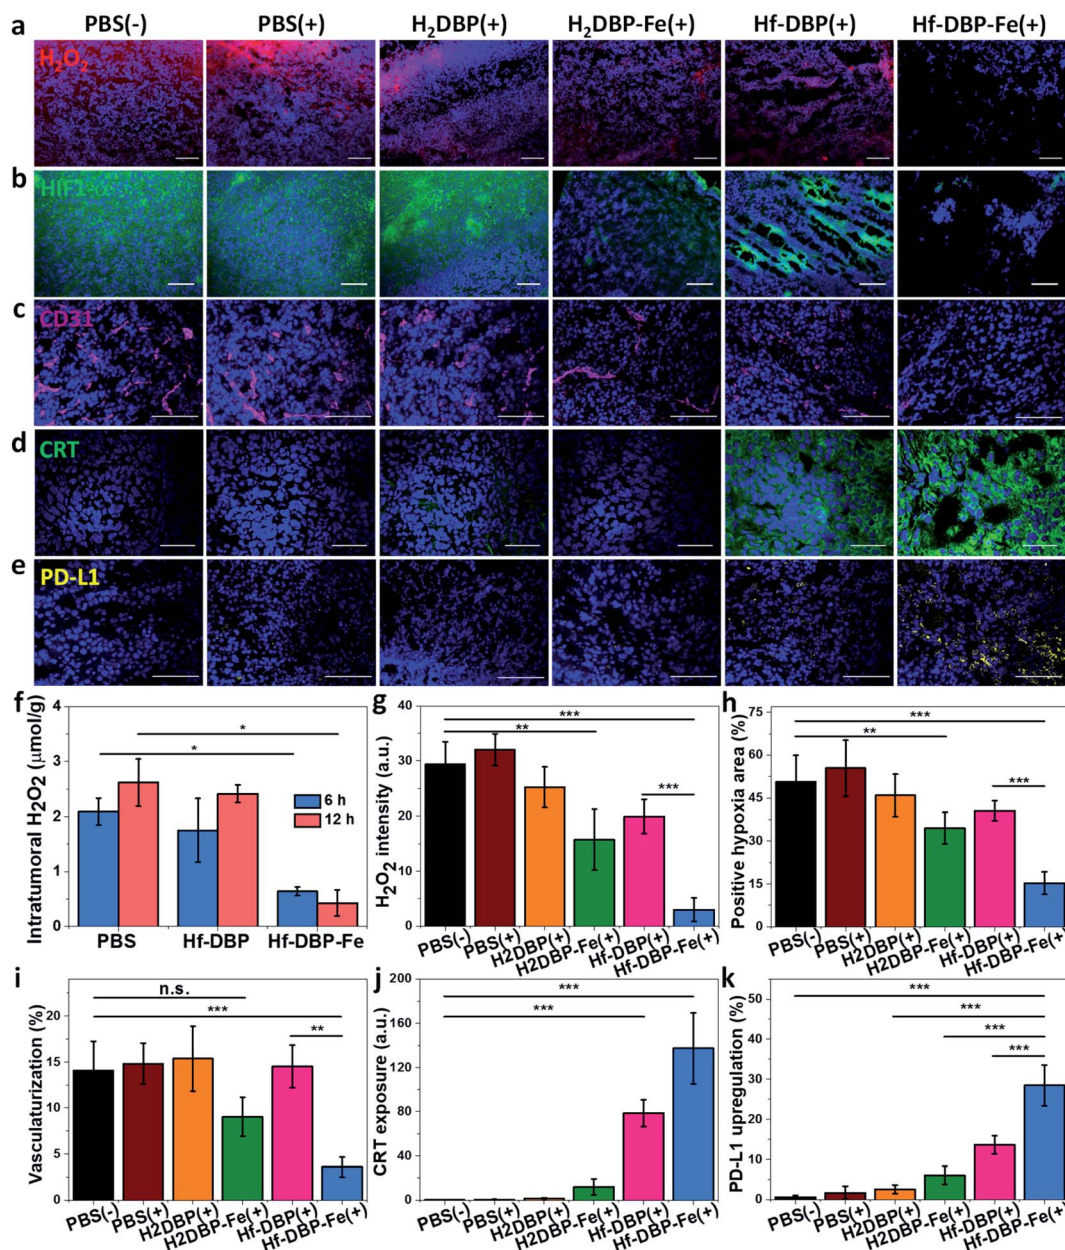 a PBS(-) PBS(+) H₂DBP(+) H₂DBP-Fe(+) Hf-DBP(+) Hf-DBP-Fe(+)
H₂O₂
b HIF1-α
c CD31
d CRT
e PD-L1
f
Intratumoral H₂O₂ (μmol/g)
4
3
2
1
0
*
*
6 h
12 h
PBS Hf-DBP Hf-DBP-Fe
g
H₂O₂ intensity (a.u.)
40
30
20
10
0
***
**
***
PBS(-) PBS(+) H2DBP(+) H2DBP-Fe(+) Hf-DBP(+) Hf-DBP-Fe(+)
h
Positive hypoxia area (%)
75
60
45
30
15
0
***
**
***
PBS(-) PBS(+) H2DBP(+) H2DBP-Fe(+) Hf-DBP(+) Hf-DBP-Fe(+)
i
Vasculaturization (%)
20
15
10
5
0
n.s.
***
**
PBS(-) PBS(+) H2DBP(+) H2DBP-Fe(+) Hf-DBP(+) Hf-DBP-Fe(+)
j
CRT exposure (a.u.)
200
160
120
80
40
0
***
***
PBS(-) PBS(+) H2DBP(+) H2DBP-Fe(+) Hf-DBP(+) Hf-DBP-Fe(+)
k
PD-L1 upregulation (%)
50
40
30
20
10
0
***
***
***
***
PBS(-) PBS(+) H2DBP(+) H2DBP-Fe(+) Hf-DBP(+) Hf-DBP-Fe(+)